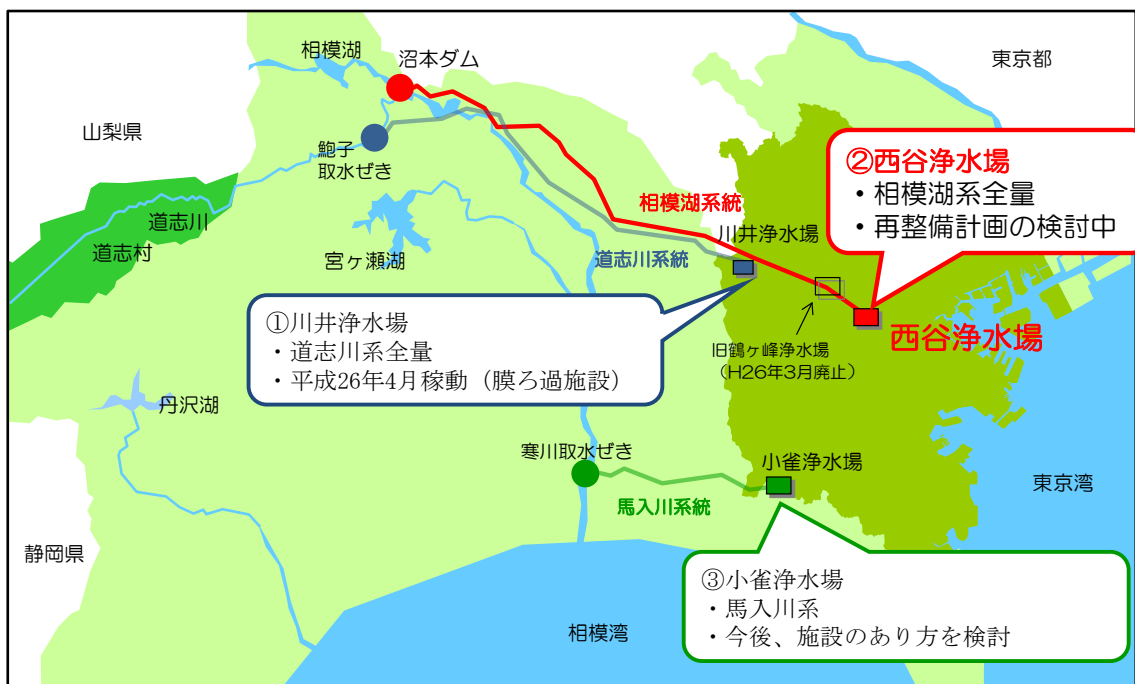 相模湖
沼本ダム
東京都
山梨県
鮑子
取水ぜき
②西谷浄水場
・相模湖系全量
・再整備計画の検討中
道志川
道志村
相模湖系統
川井浄水場
宮ヶ瀬湖
道志川系統
①川井浄水場
・道志川系全量
・平成26年4月稼動（膜ろ過施設）
西谷浄水場
旧鶴ヶ峰浄水場
（H26年3月廃止）
丹沢湖
寒川取水ぜき
小雀浄水場
東京湾
馬入川系統
静岡県
③小雀浄水場
・馬入川系
・今後、施設のあり方を検討
相模湾